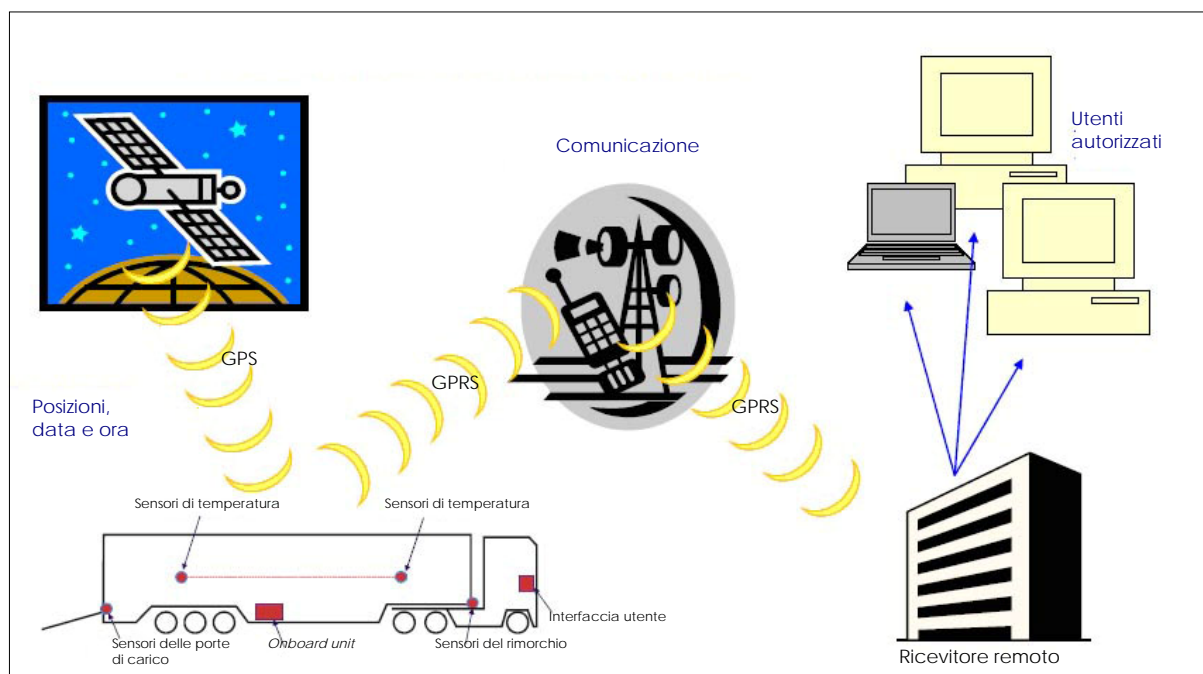 Utenti
autorizzati
Comunicazione
GPS
GPRS
GPRS
Posizioni,
data e ora
Sensori di temperatura
Sensori di temperatura
Interfaccia utente
Sensori delle porte
di carico
Onboard unit
Sensori del rimorchio
Ricevitore remoto